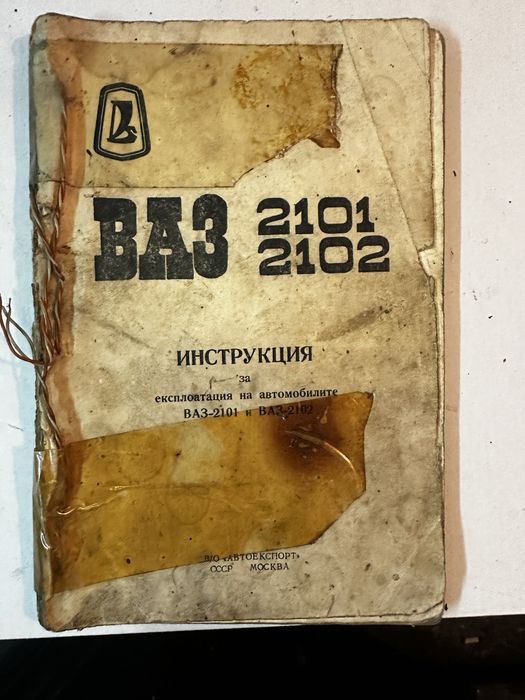 ВАЗ 2101
2102
ИНСТРУКЦИЯ
за
експлоатация на автомобилите
ВАЗ-2101 и ВАЗ-2102
В/О «АВТОЕКСПОРТ»
СССР МОСКВА